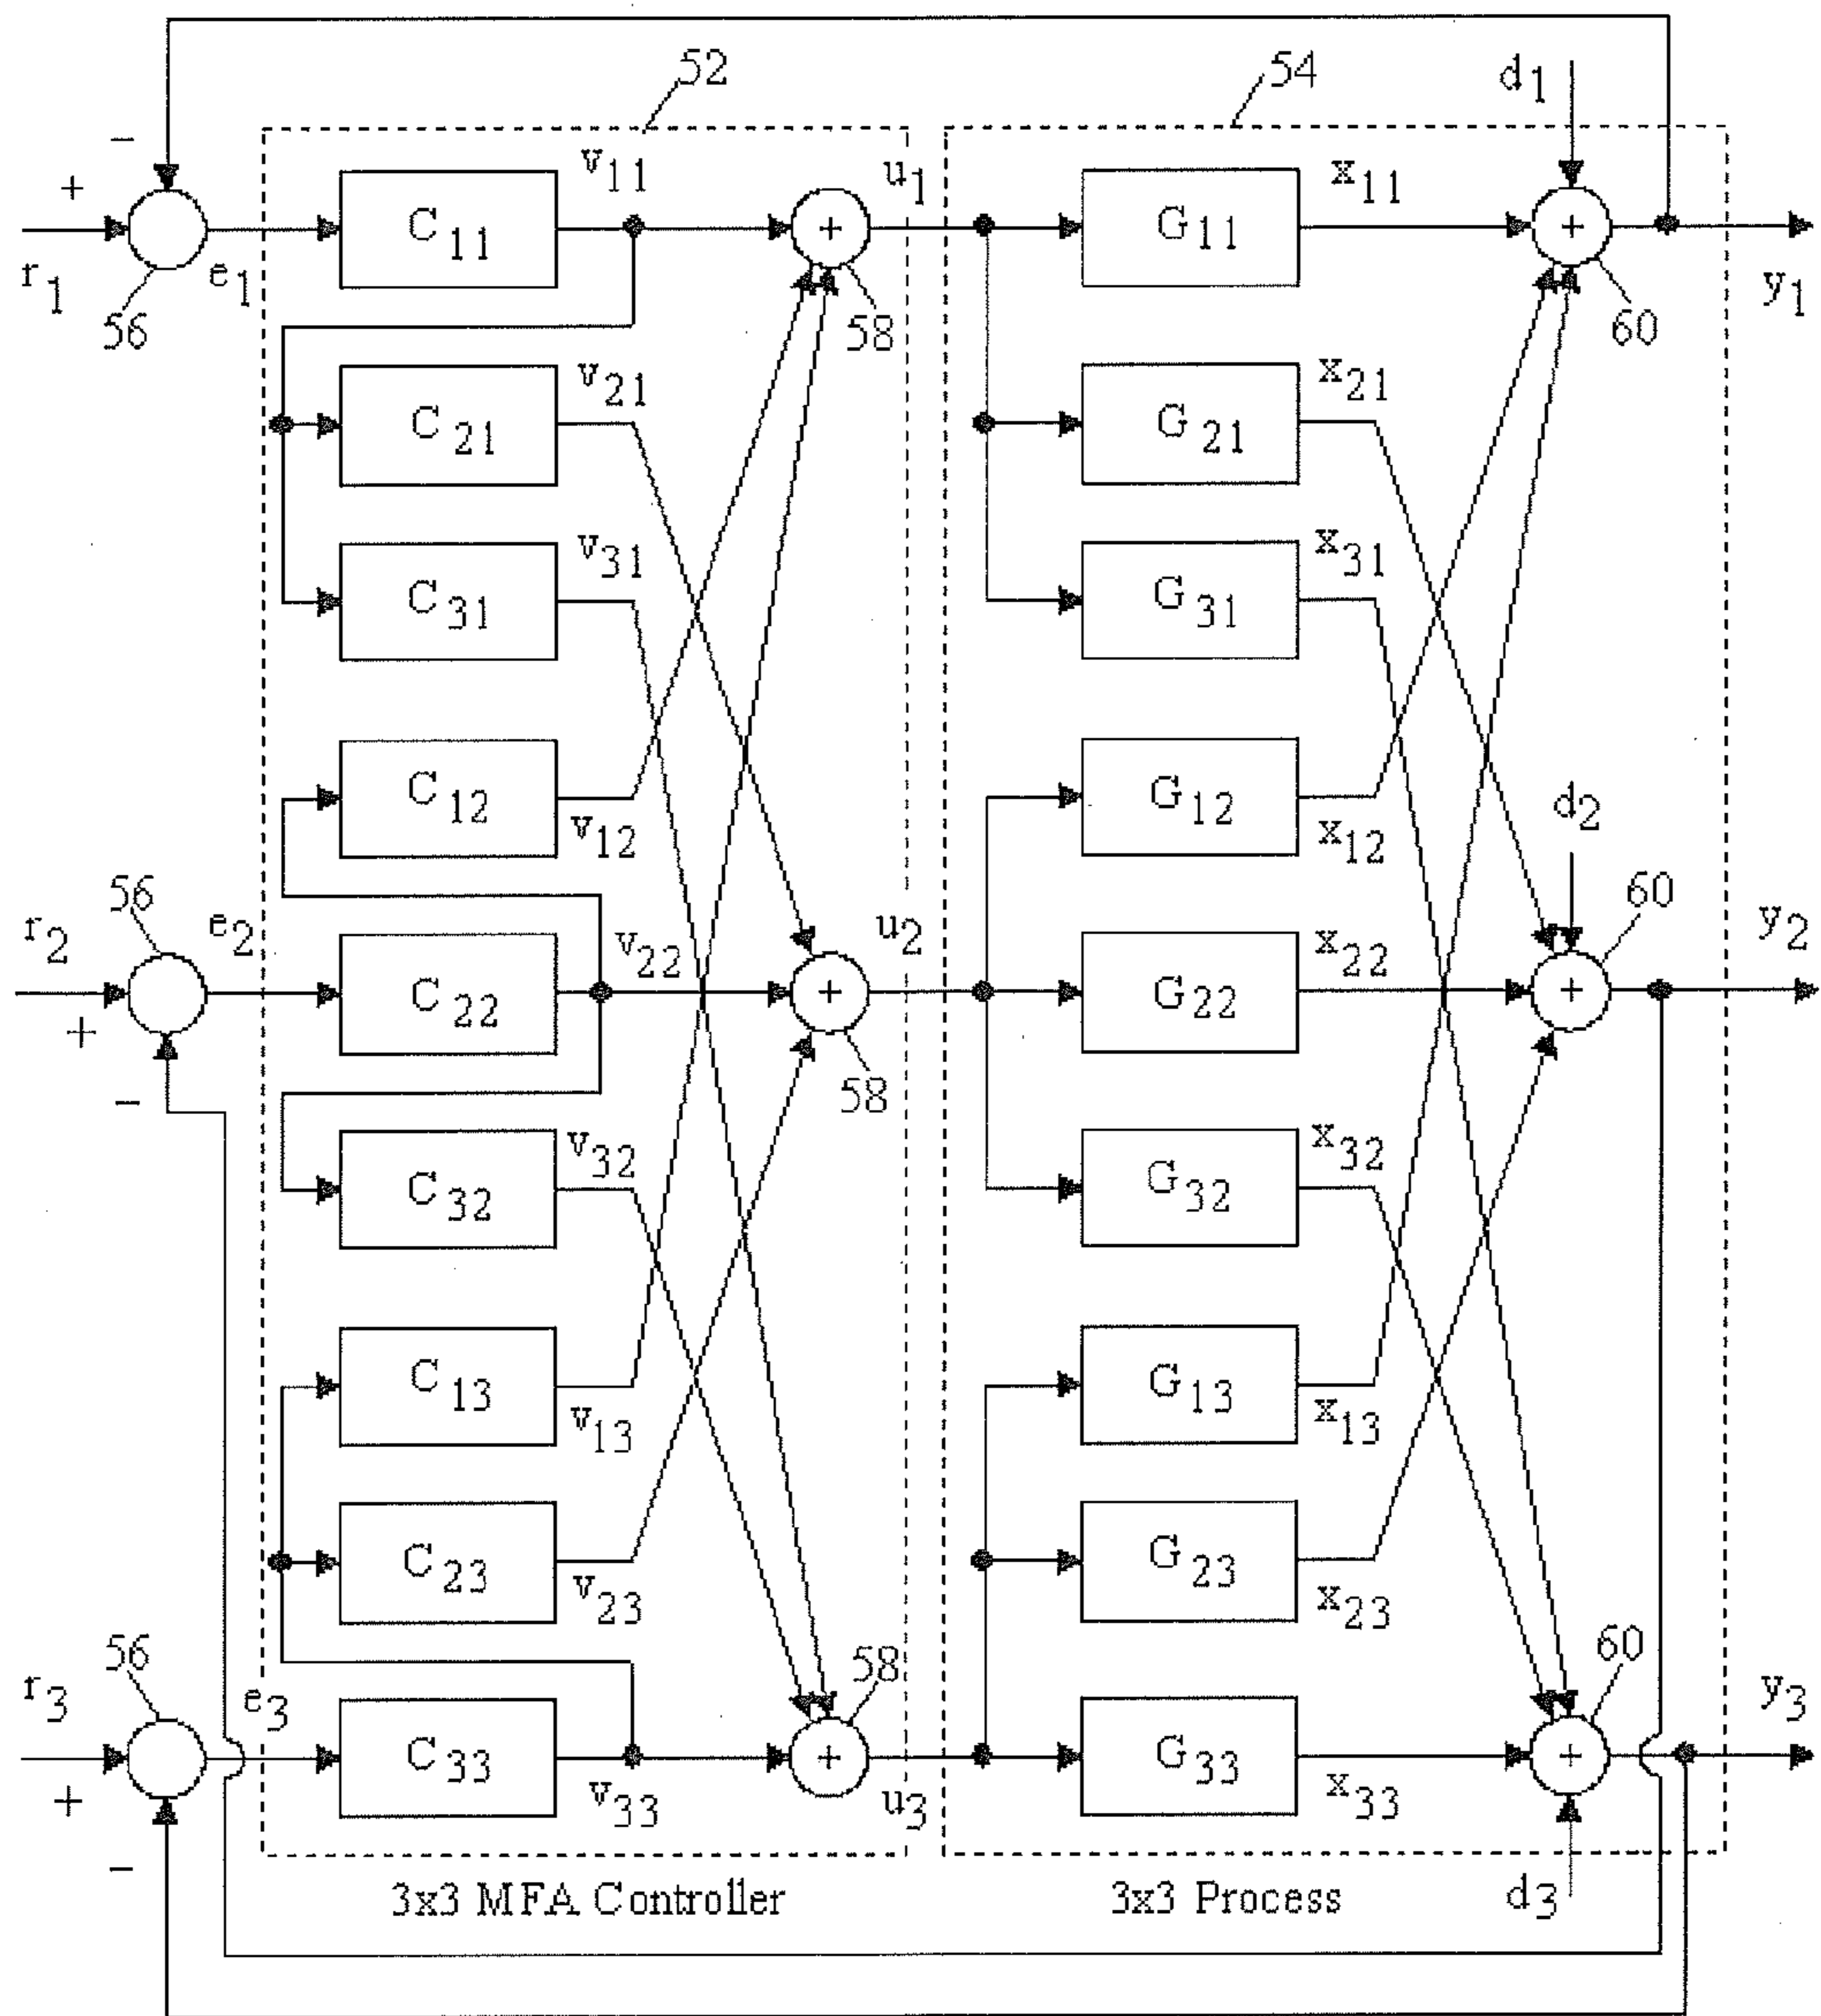 52
54
d1
−
+
v11
u1
x11
C11
+
G11
+
r1
e1
y1
56
58
60
v21
x21
C21
G21
v31
x31
C31
G31
C12
G12
d2
v12
x12
56
60
r2
e2
v22
u2
x22
y2
C22
+
G22
+
+
−
58
v32
x32
C32
G32
C13
G13
v13
x13
C23
G23
v23
x23
56
58
60
r3
e3
y3
C33
+
G33
+
+
v33
u3
x33
−
3x3 MFA Controller
3x3 Process
d3